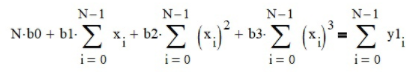 N·b0 + b1·∑_{i = 0}^{N−1} x_i + b2·∑_{i = 0}^{N−1} (x_i)^2 + b3·∑_{i = 0}^{N−1} (x_i)^3 = ∑_{i = 0}^{N−1} y1_i